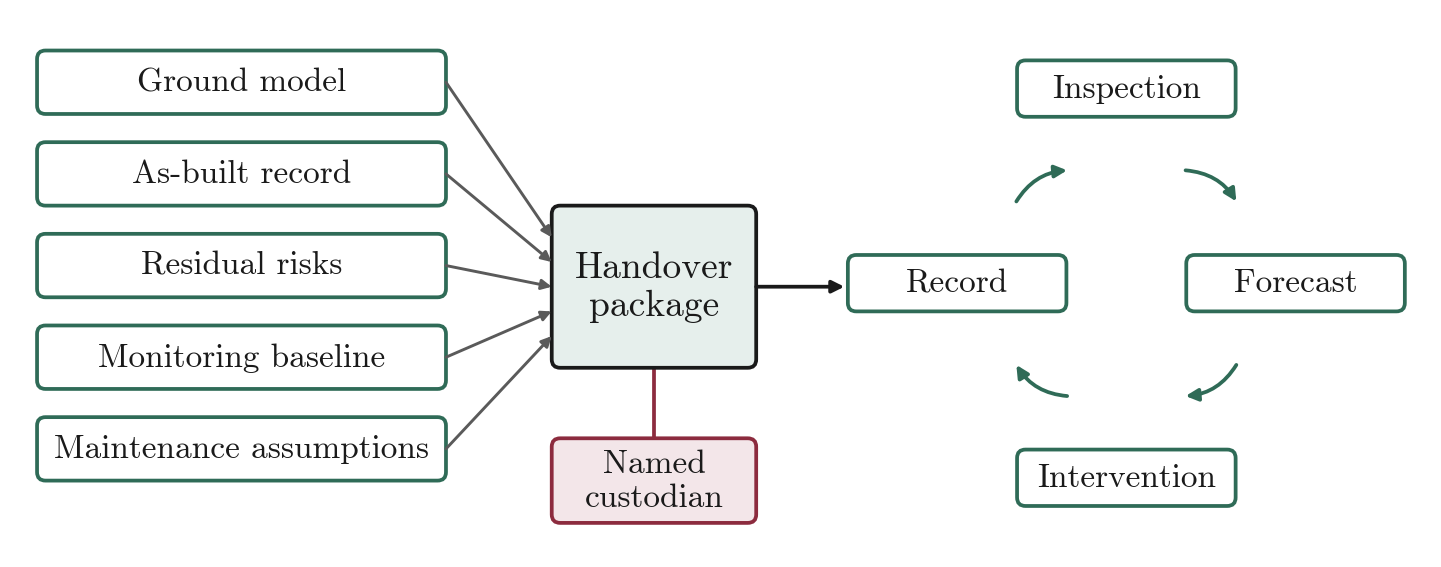 Ground model
As-built record
Residual risks
Monitoring baseline
Maintenance assumptions
Handover
package
Named
custodian
Inspection
Record
Forecast
Intervention